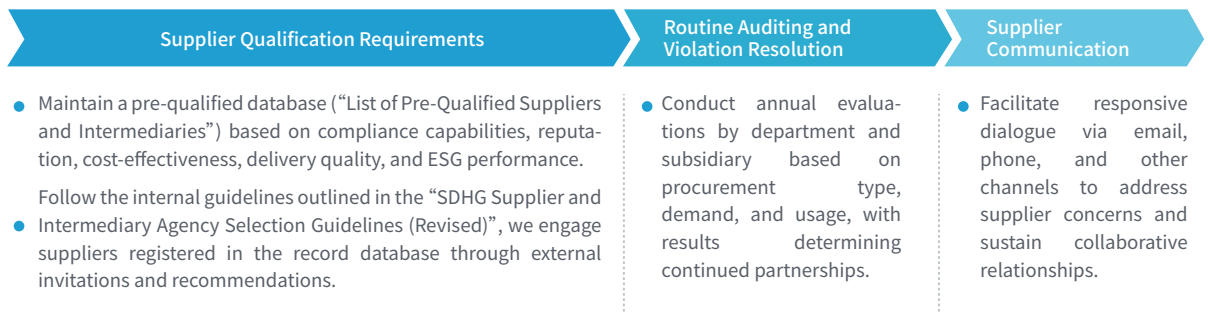 Supplier Qualification Requirements
Maintain a pre-qualified database (“List of Pre-Qualified Suppliers
and Intermediaries”) based on compliance capabilities, reputa-
tion, cost-effectiveness, delivery quality, and ESG performance.
Follow the internal guidelines outlined in the “SDHG Supplier and
Intermediary Agency Selection Guidelines (Revised)”, we engage
suppliers registered in the record database through external
invitations and recommendations.
Routine Auditing and
Violation Resolution
Conduct annual evalua-
tions by department and
subsidiary based on
procurement type,
demand, and usage, with
results determining
continued partnerships.
Supplier
Communication
Facilitate responsive
dialogue via email,
phone, and other
channels to address
supplier concerns and
sustain collaborative
relationships.